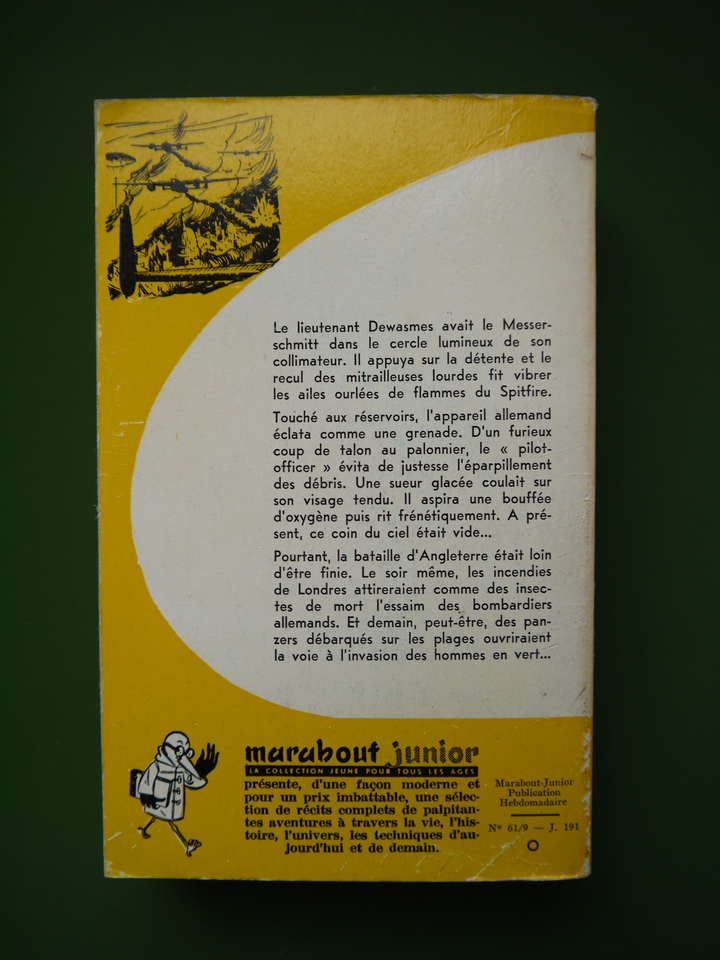 Le lieutenant Dewasmes avait le Messer-
schmitt dans le cercle lumineux de son
collimateur. Il appuya sur la détente et le
recul des mitrailleuses lourdes fit vibrer
les ailes ourlées de flammes du Spitfire.
Touché aux réservoirs, l'appareil allemand
éclata comme une grenade. D'un furieux
coup de talon au palonnier, le « pilot-
officer » évita de justesse l'éparpillement
des débris. Une sueur glacée coulait sur
son visage tendu. Il aspira une bouffée
d'oxygène puis rit frénétiquement. A pré-
sent, ce coin du ciel était vide...
Pourtant, la bataille d'Angleterre était loin
d'être finie. Le soir même, les incendies
de Londres attireraient comme des insec-
tes de mort l'essaim des bombardiers
allemands. Et demain, peut-être, des pan-
zers débarqués sur les plages ouvriraient
la voie à l'invasion des hommes en vert...
marabout junior
LA COLLECTION JEUNE POUR TOUS LES AGES
présente, d'une façon moderne et
pour un prix imbattable, une sélec-
tion de récits complets de palpitan-
tes aventures à travers la vie, l'his-
toire, l'univers, les techniques d'au-
jourd'hui et de demain.
Marabout-Junior
Publication
Hebdomadaire
Nº 61/9 — J. 191